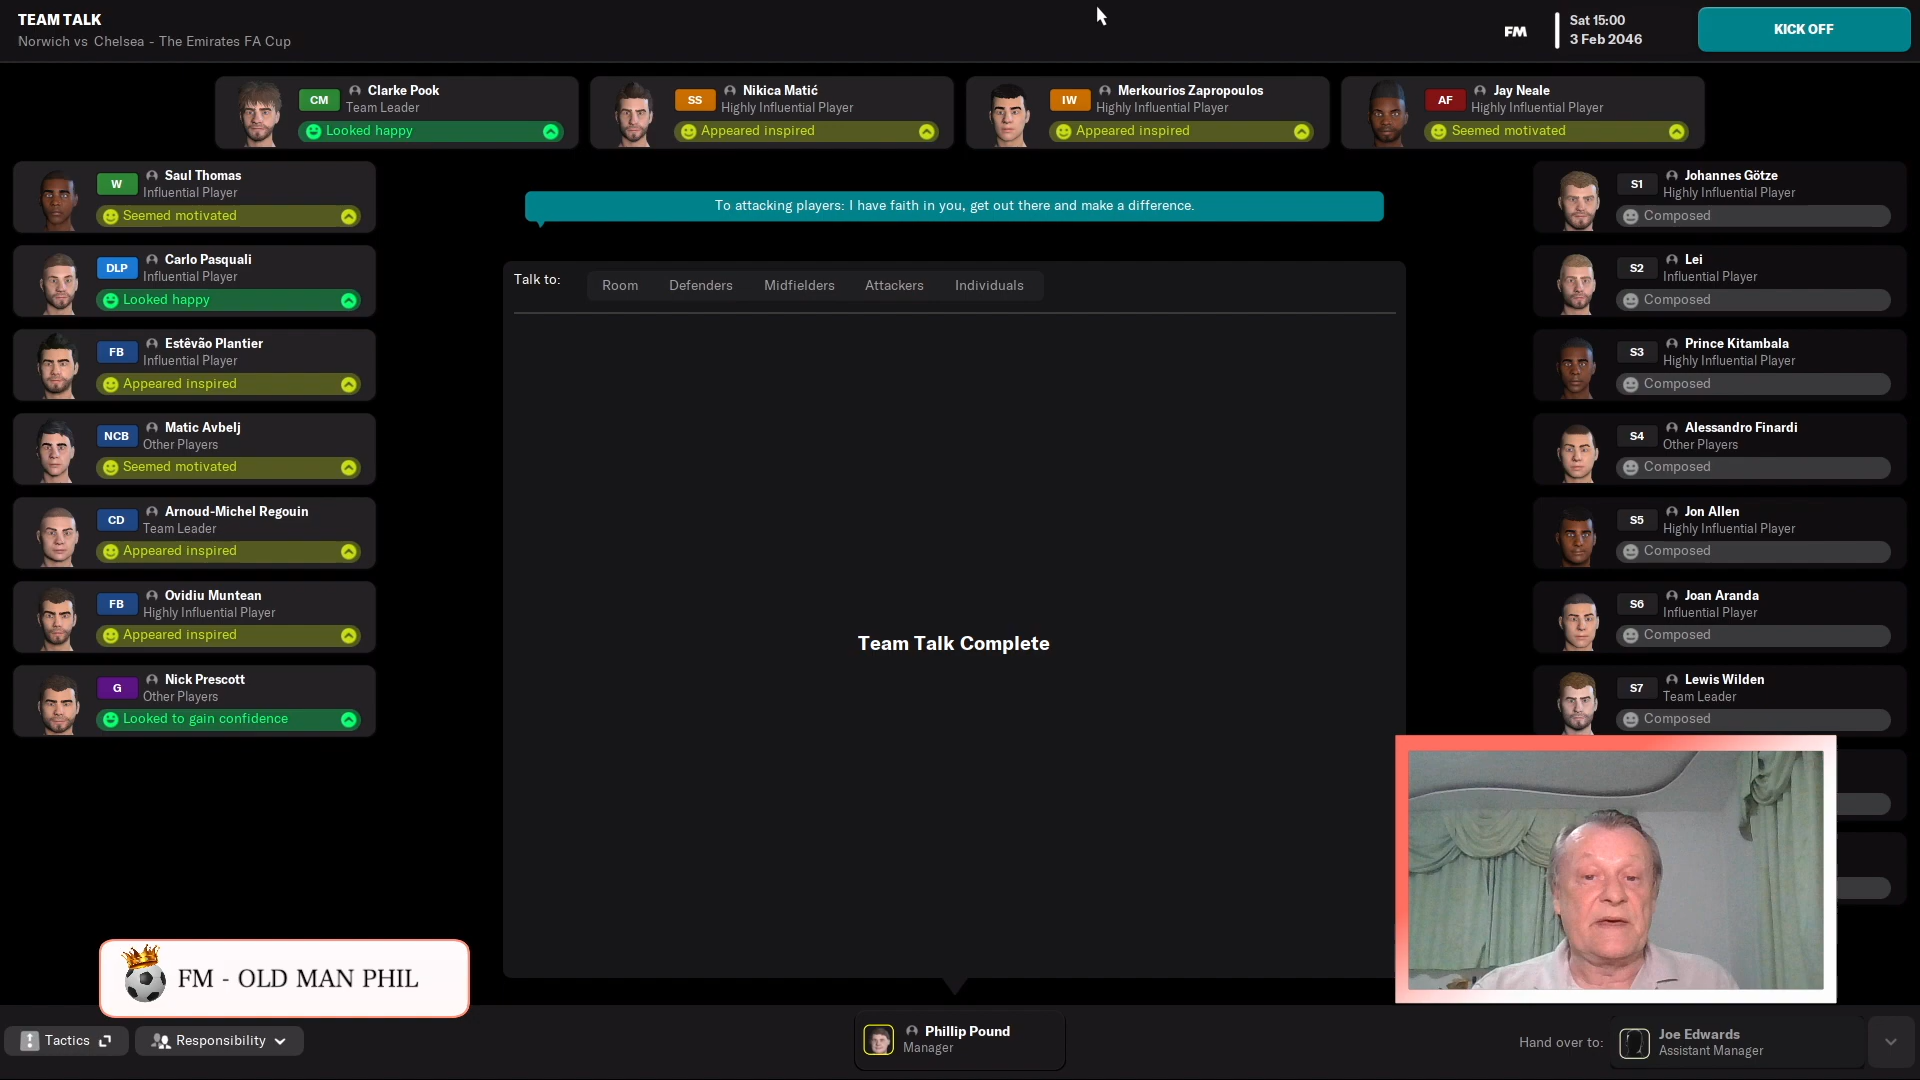 TEAM TALK
Norwich vs Chelsea - The Emirates FA Cup
FM
Sat 15:00
3 Feb 2046
KICK OFF
CM
Clarke Pook
Team Leader
Looked happy
SS
Nikica Matić
Highly Influential Player
Appeared inspired
IW
Merkourios Zapropoulos
Highly Influential Player
Appeared inspired
AF
Jay Neale
Highly Influential Player
Seemed motivated
W
Saul Thomas
Influential Player
Seemed motivated
DLP
Carlo Pasquali
Influential Player
Looked happy
FB
Estêvão Plantier
Influential Player
Appeared inspired
NCB
Matic Avbelj
Other Players
Seemed motivated
CD
Arnoud-Michel Regouin
Team Leader
Appeared inspired
FB
Ovidiu Muntean
Highly Influential Player
Appeared inspired
G
Nick Prescott
Other Players
Looked to gain confidence
To attacking players: I have faith in you, get out there and make a difference.
Talk to:
Room
Defenders
Midfielders
Attackers
Individuals
Team Talk Complete
S1
Johannes Götze
Highly Influential Player
Composed
S2
Lei
Influential Player
Composed
S3
Prince Kitambala
Highly Influential Player
Composed
S4
Alessandro Finardi
Other Players
Composed
S5
Jon Allen
Highly Influential Player
Composed
S6
Joan Aranda
Influential Player
Composed
S7
Lewis Wilden
Team Leader
Composed
FM - OLD MAN PHIL
Tactics
Responsibility
Phillip Pound
Manager
Hand over to:
Joe Edwards
Assistant Manager